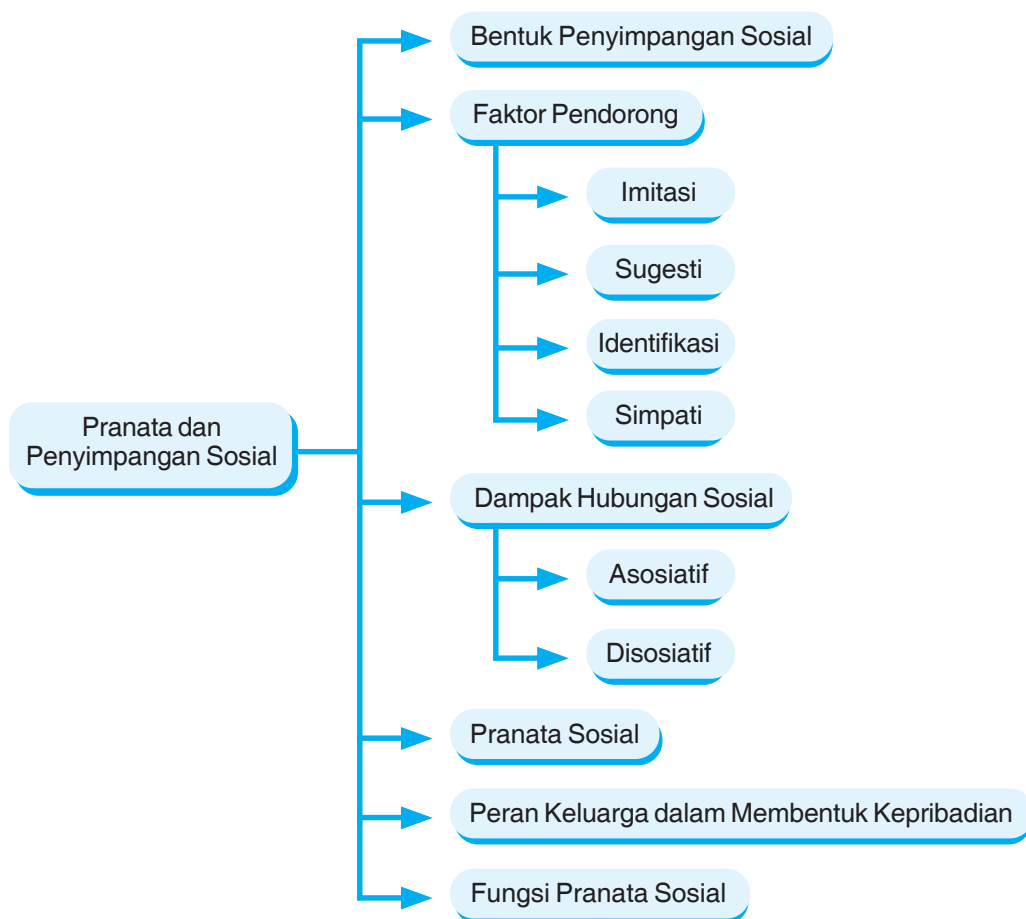 Bentuk Penyimpangan Sosial
Faktor Pendorong
Imitasi
Sugesti
Identifikasi
Simpati
Pranata dan
Penyimpangan Sosial
Dampak Hubungan Sosial
Asosiatif
Disosiatif
Pranata Sosial
Peran Keluarga dalam Membentuk Kepribadian
Fungsi Pranata Sosial